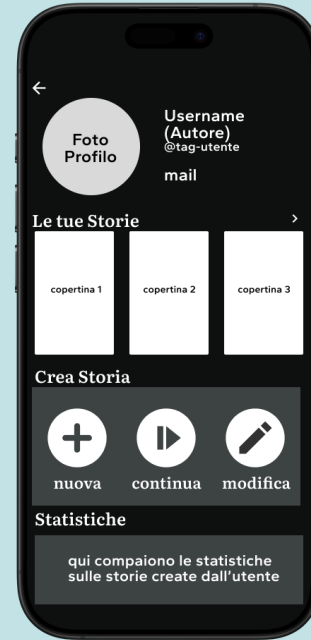 Foto
Profilo
Username
(Autore)
@tag-utente
mail
Le tue Storie
copertina 1
copertina 2
copertina 3
Crea Storia
nuova
continua
modifica
Statistiche
qui compaiono le statistiche
sulle storie create dall'utente